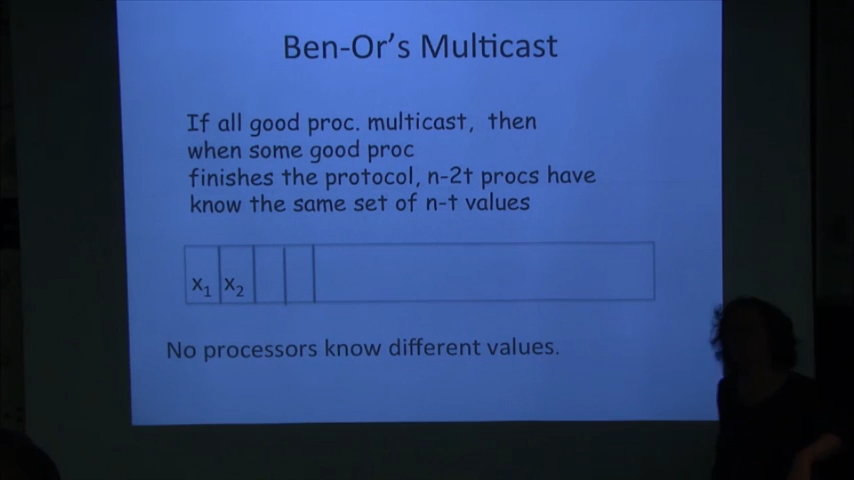 Ben-Or's Multicast
If all good proc. multicast, then
when some good proc
finishes the protocol, n-2t procs have
know the same set of n-t values
x₁ x₂
No processors know different values.